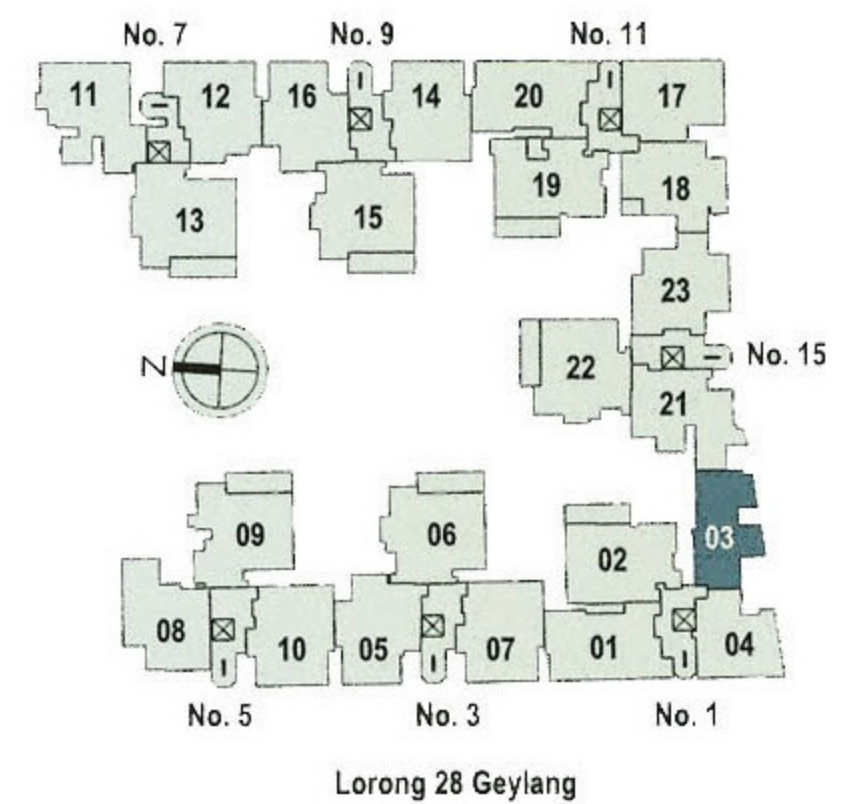 No. 7 No. 9 No. 11
11 12 16 14 20 17
13 15 19 18
23
N 22 No. 15
21
09 06 02 03
08 10 05 07 01 04
No. 5 No. 3 No. 1
Lorong 28 Geylang